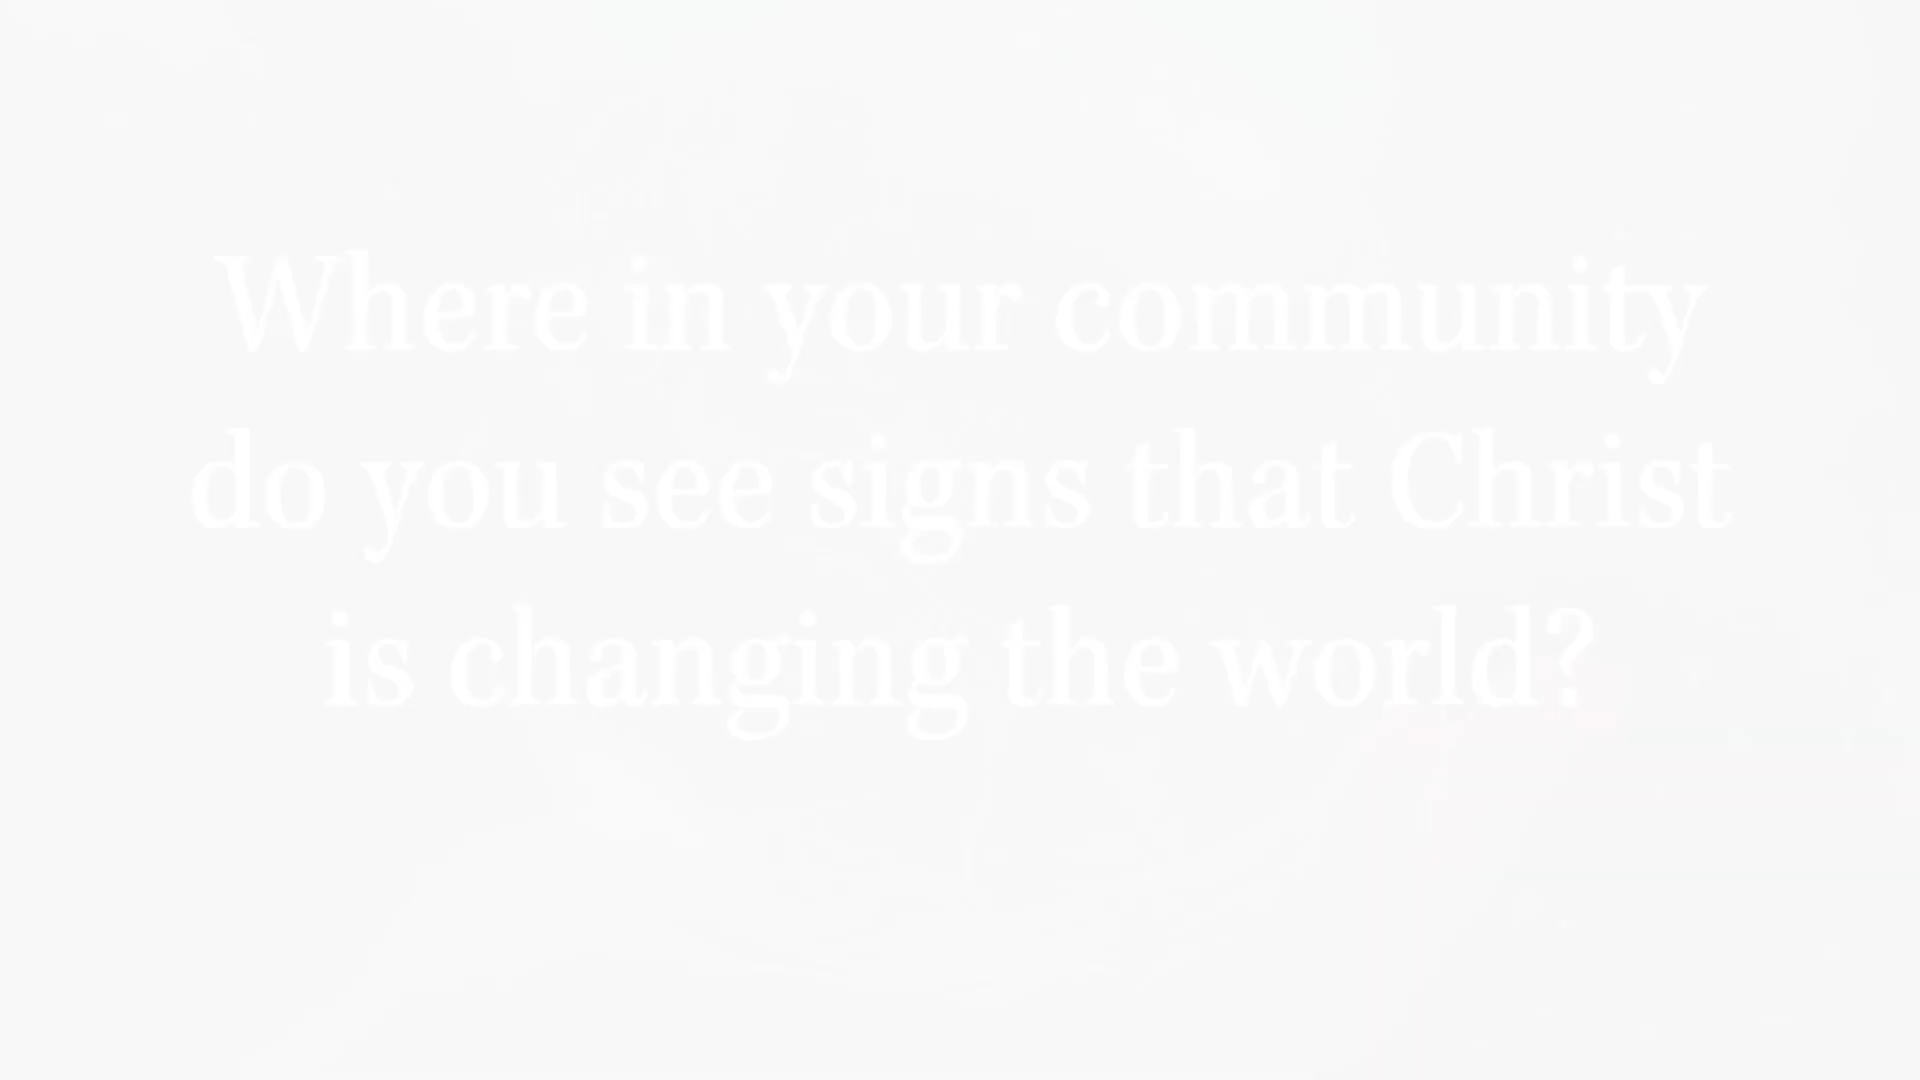 Where in your community
do you see signs that Christ
is changing the world?